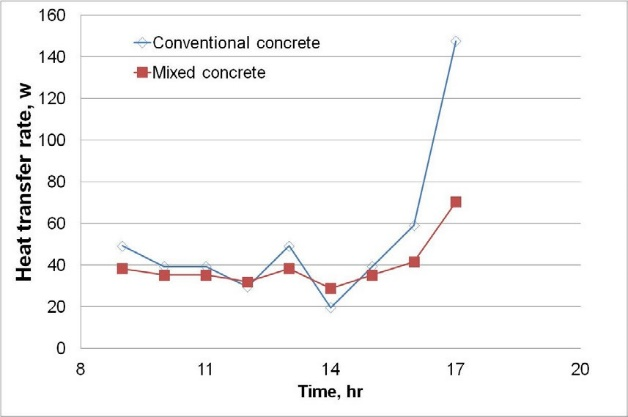 160
140
120
100
80
60
40
20
0
Heat transfer rate, w
Conventional concrete
Mixed concrete
8 11 14 17 20
Time, hr